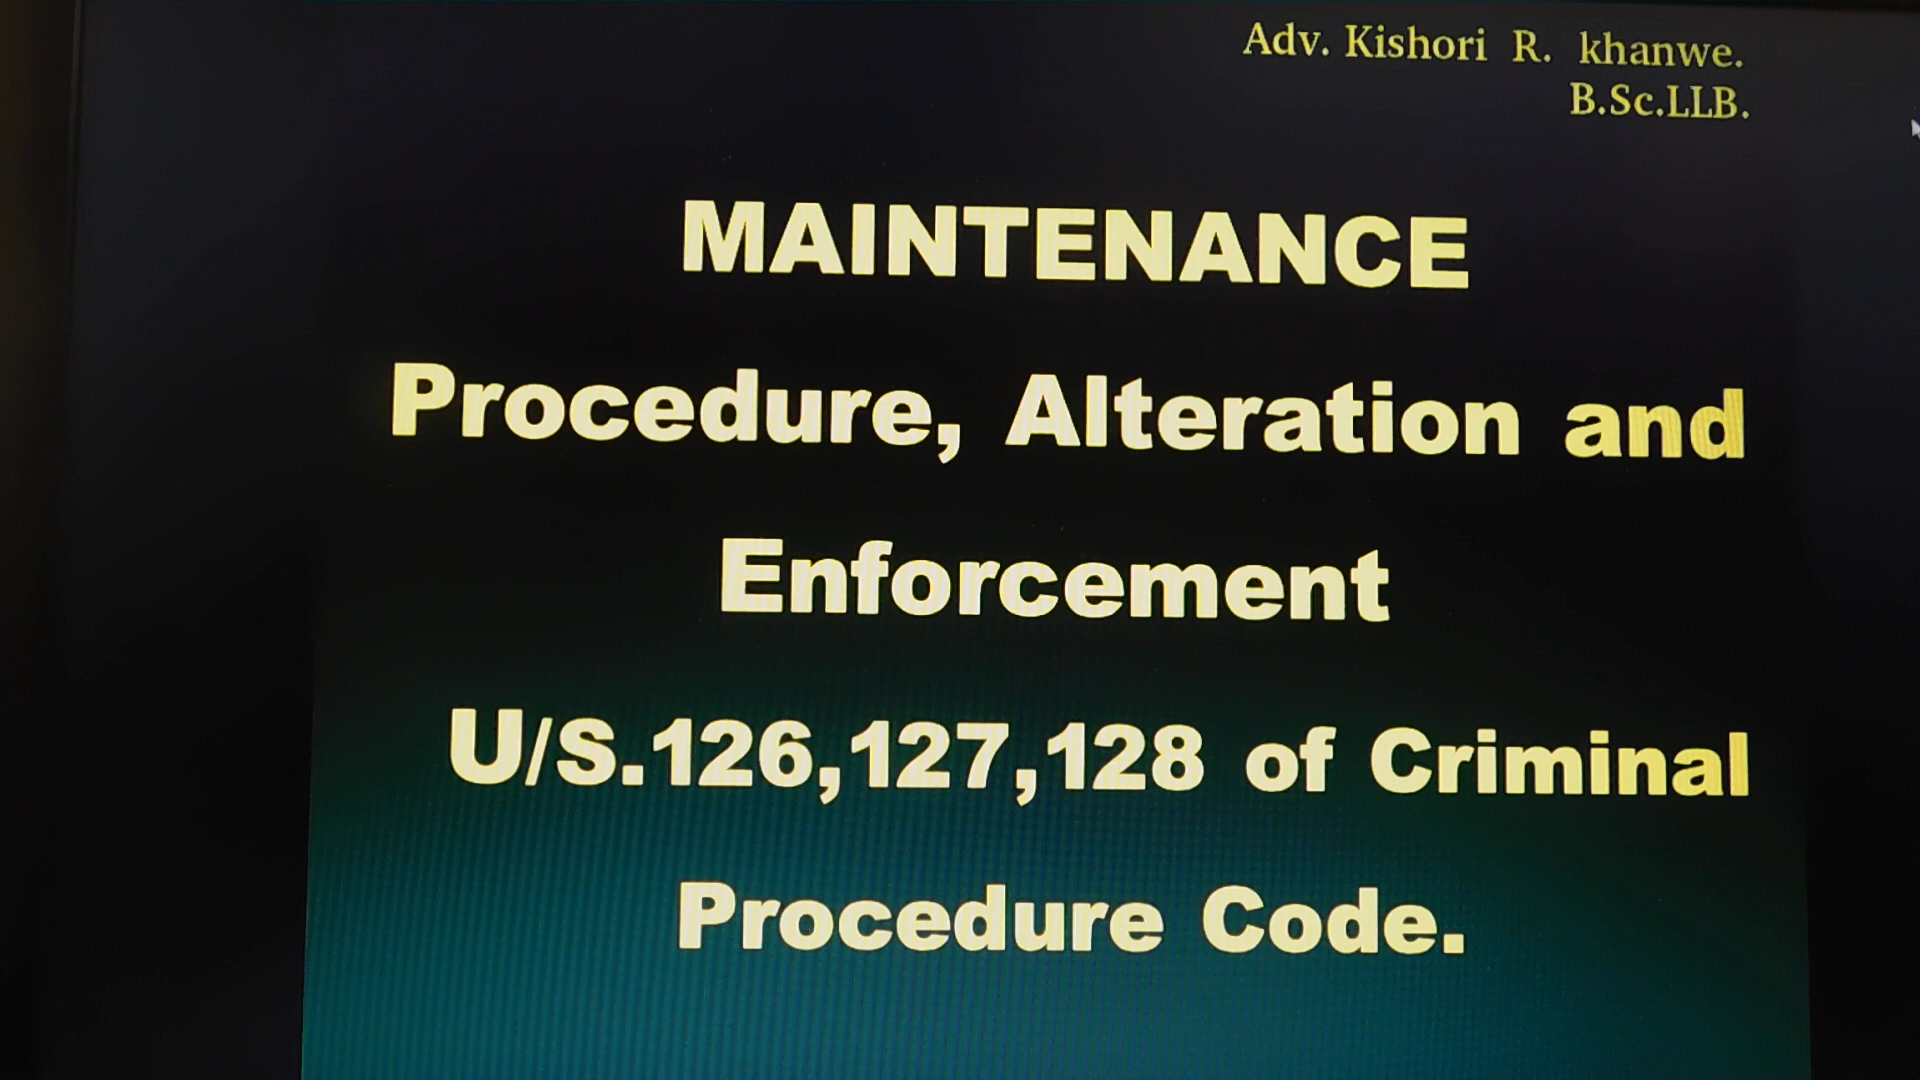 Adv. Kishori R. khanwe.
B.Sc.LLB.
MAINTENANCE
Procedure, Alteration and
Enforcement
U/S.126,127,128 of Criminal
Procedure Code.